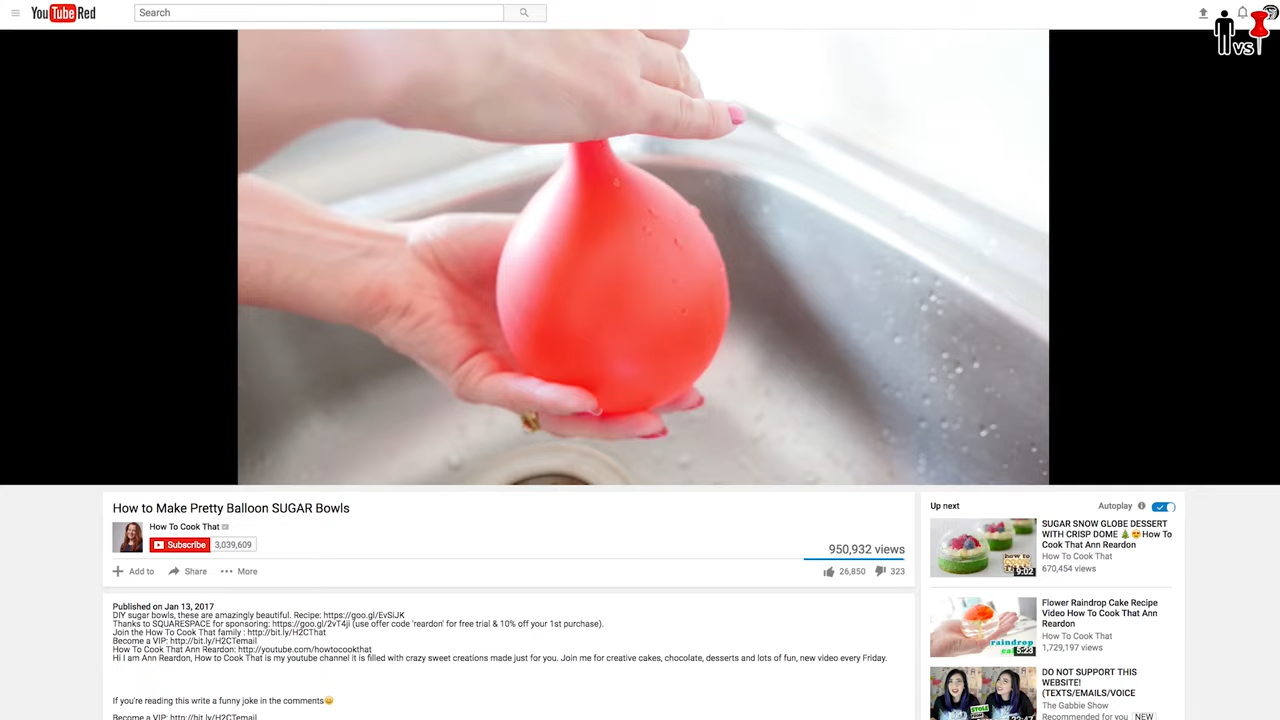 YouTube Red
Search
VS
How to Make Pretty Balloon SUGAR Bowls
How To Cook That
Subscribe 3,039,609
950,932 views
Add to Share More
26,850 323
Published on Jan 13, 2017
DIY sugar bowls, these are amazingly beautiful. Recipe: https://goo.gl/EvSiJK
Thanks to SQUARESPACE for sponsoring: https://goo.gl/2vT4ji (use offer code 'reardon' for free trial & 10% off your 1st purchase).
Join the How To Cook That family : http://bit.ly/H2CThat
Become a VIP: http://bit.ly/H2CTemail
How To Cook That Ann Reardon: http://youtube.com/howtocookthat
Hi I am Ann Reardon, How to Cook That is my youtube channel it is filled with crazy sweet creations made just for you. Join me for creative cakes, chocolate, desserts and lots of fun, new video every Friday.
If you're reading this write a funny joke in the comments😀
Become a VIP: http://bit.ly/H2CTemail
Up next Autoplay
SUGAR SNOW GLOBE DESSERT
WITH CRISP DOME 🎄😍How To
Cook That Ann Reardon
How To Cook That
670,454 views
how to
9:02
Flower Raindrop Cake Recipe
Video How To Cook That Ann
Reardon
How To Cook That
1,729,197 views
raindrop
5:23
DO NOT SUPPORT THIS
WEBSITE!
(TEXTS/EMAILS/VOICE
The Gabbie Show
Recommended for you NEW
STOLE